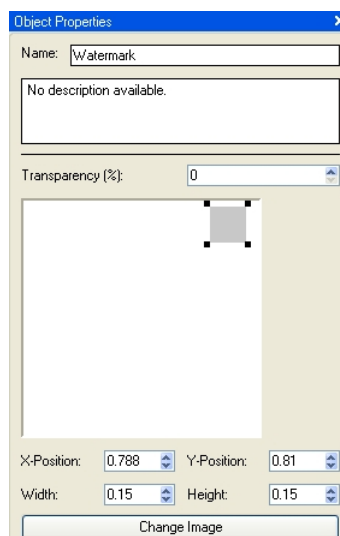 Object Properties
Name: Watermark
No description available.
Transparency (%): 0
X-Position: 0.788 Y-Position: 0.81
Width: 0.15 Height: 0.15
Change Image